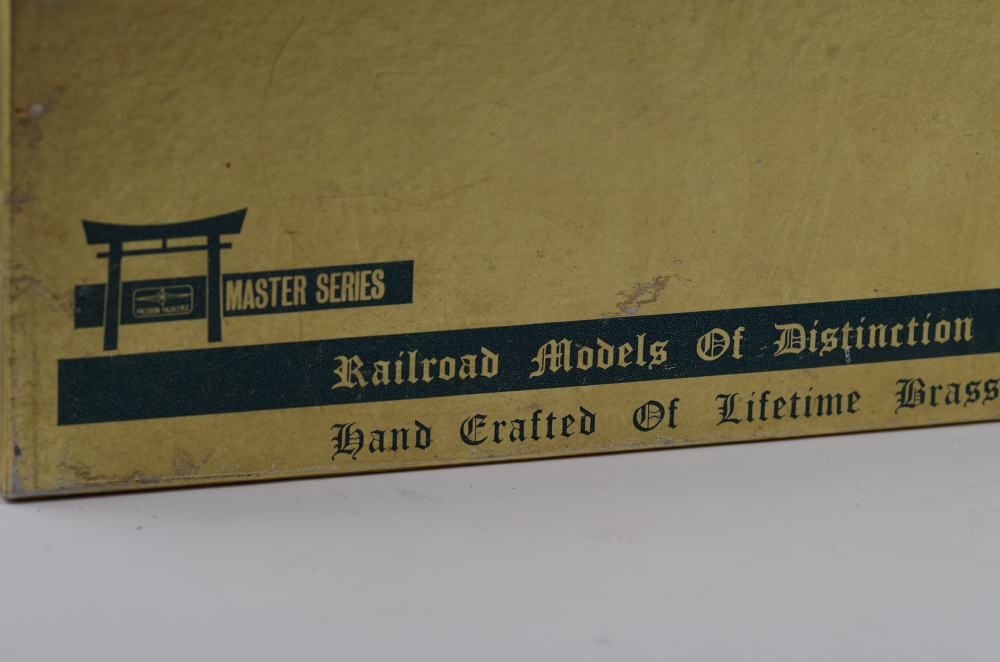 MASTER SERIES
Railroad Models Of Distinction
Hand Crafted Of Lifetime Brass